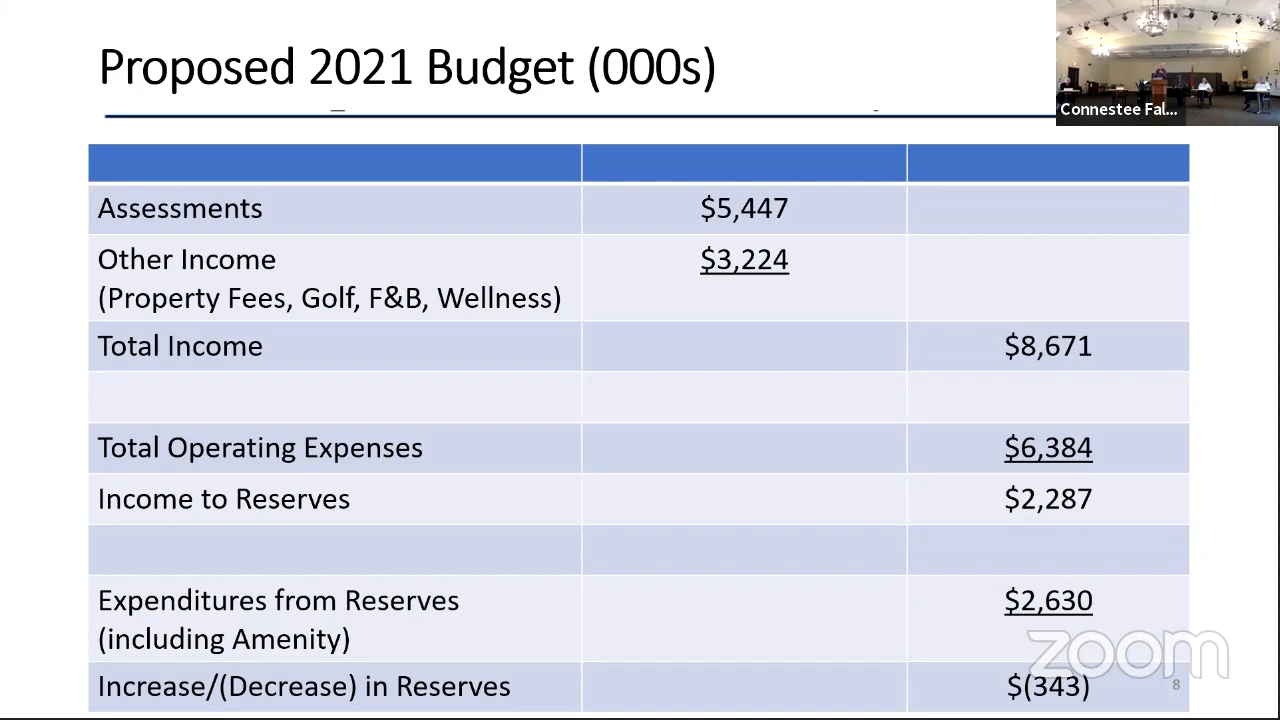 Proposed 2021 Budget (000s)
Connestee Fal...
Assessments $5,447
Other Income $3,224
(Property Fees, Golf, F&B, Wellness)
Total Income $8,671
Total Operating Expenses $6,384
Income to Reserves $2,287
Expenditures from Reserves $2,630
(including Amenity)
zoom
Increase/(Decrease) in Reserves $(343)
8